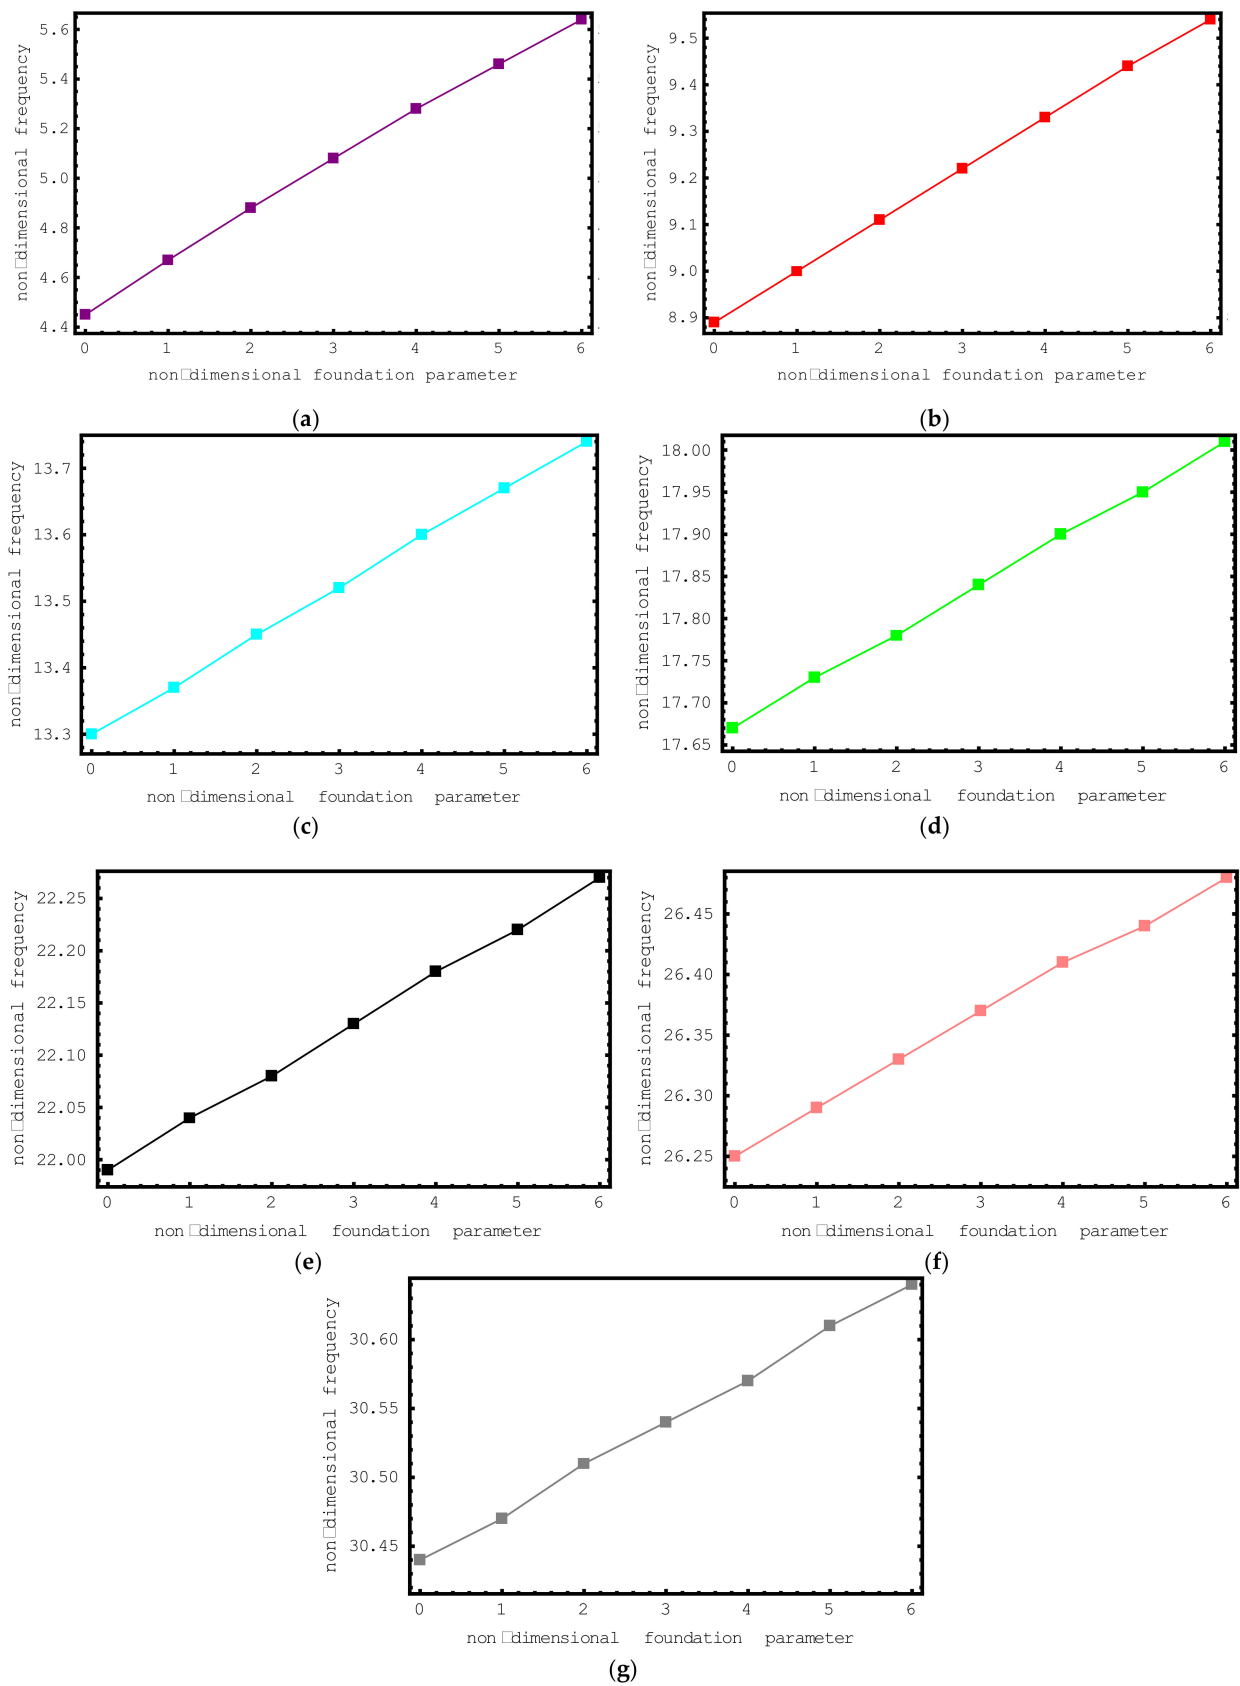 non□dimensional frequency
5.6
5.4
5.2
5.0
4.8
4.6
4.4
0 1 2 3 4 5 6
non□dimensional foundation parameter
(a)
non□dimensional frequency
9.5
9.4
9.3
9.2
9.1
9.0
8.9
0 1 2 3 4 5 6
non□dimensional foundation parameter
(b)
non□dimensional frequency
13.7
13.6
13.5
13.4
13.3
0 1 2 3 4 5 6
non□dimensional foundation parameter
(c)
non□dimensional frequency
18.00
17.95
17.90
17.85
17.80
17.75
17.70
17.65
0 1 2 3 4 5 6
non□dimensional foundation parameter
(d)
non□dimensional frequency
22.25
22.20
22.15
22.10
22.05
22.00
0 1 2 3 4 5 6
non□dimensional foundation parameter
(e)
non□dimensional frequency
26.45
26.40
26.35
26.30
26.25
0 1 2 3 4 5 6
non□dimensional foundation parameter
(f)
non□dimensional frequency
30.60
30.55
30.50
30.45
0 1 2 3 4 5 6
non□dimensional foundation parameter
(g)